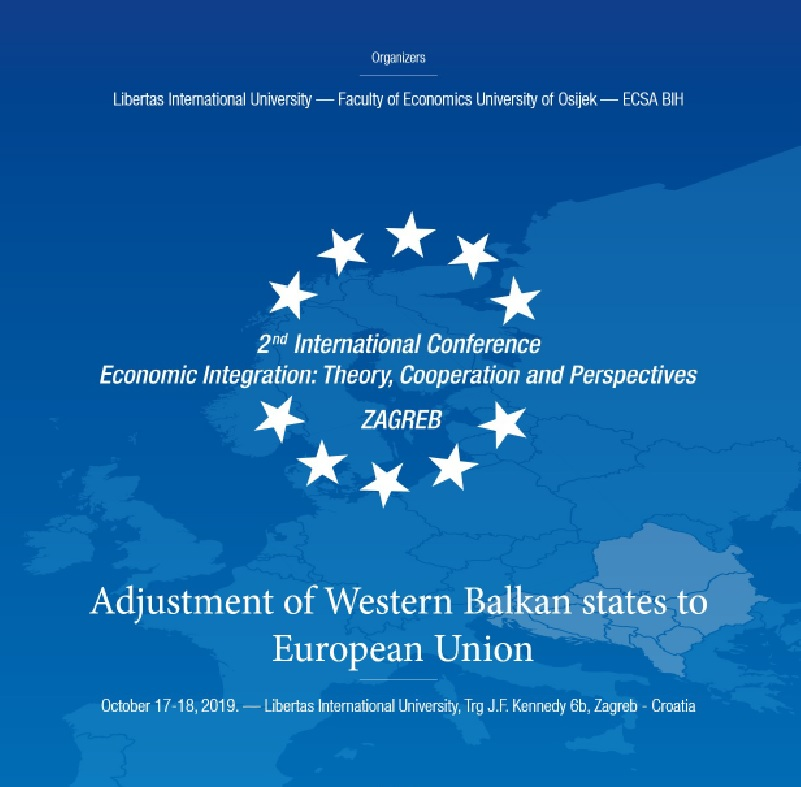 Organizers
Libertas International University — Faculty of Economics University of Osijek — ECSA BIH
2nd International Conference
Economic Integration: Theory, Cooperation and Perspectives
ZAGREB
Adjustment of Western Balkan states to
European Union
October 17-18, 2019. — Libertas International University, Trg J.F. Kennedy 6b, Zagreb - Croatia